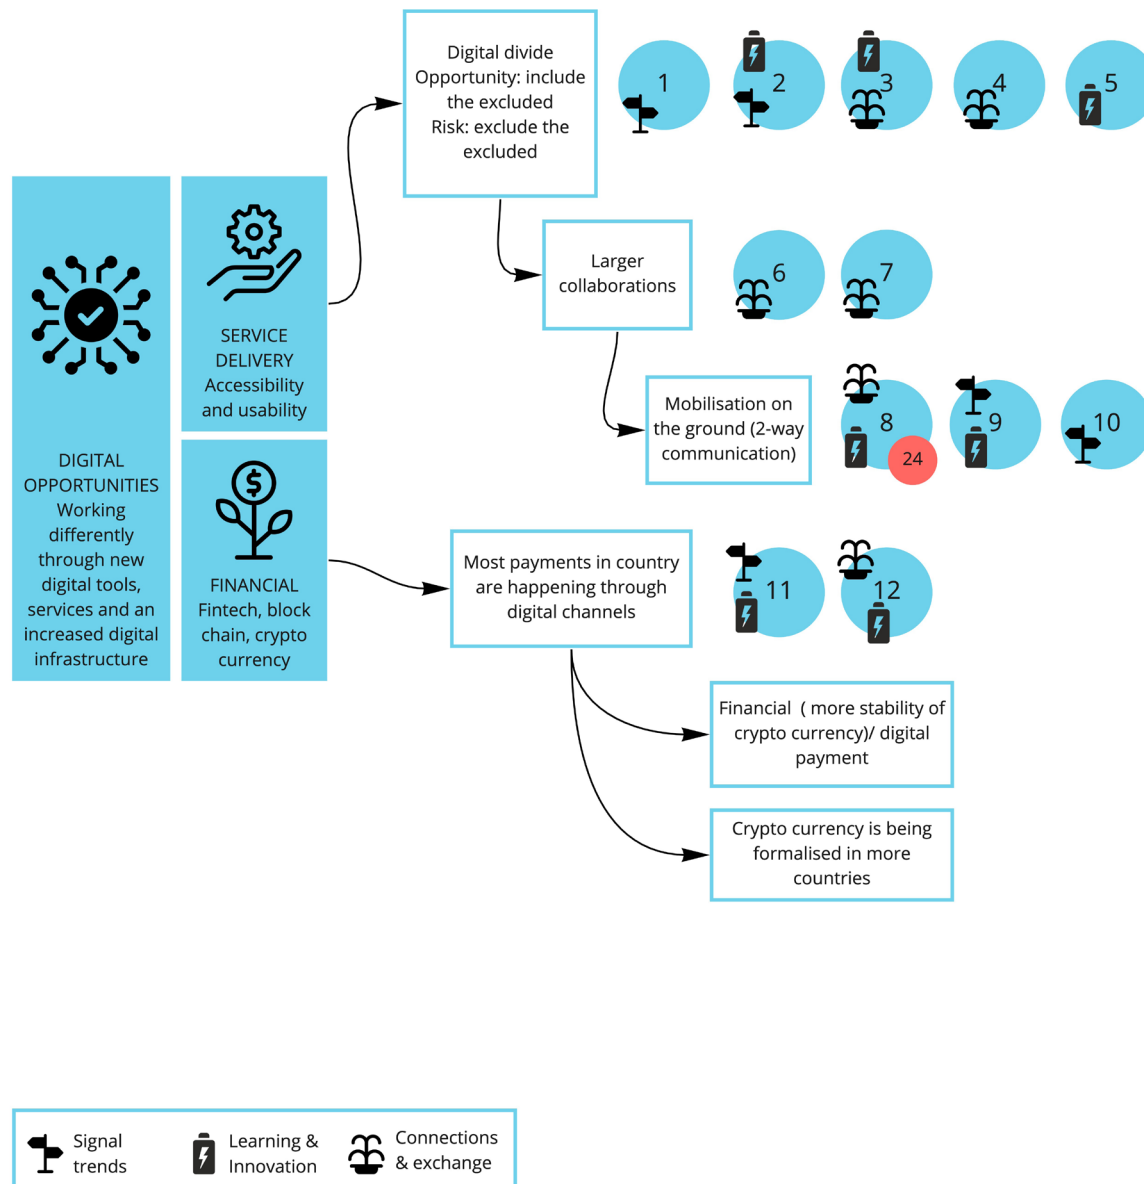 Digital divide
Opportunity: include
the excluded
Risk: exclude the
excluded
1
2
3
4
5
Larger
collaborations
6
7
Mobilisation on
the ground (2-way
communication)
8
24
9
10
SERVICE
DELIVERY
Accessibility
and usability
DIGITAL
OPPORTUNITIES
Working
differently
through new
digital tools,
services and an
increased digital
infrastructure
$
FINANCIAL
Fintech, block
chain, crypto
currency
Most payments in country
are happening through
digital channels
11
12
Financial ( more stability of
crypto currency)/ digital
payment
Crypto currency is being
formalised in more
countries
Signal
trends
Learning &
Innovation
Connections
& exchange